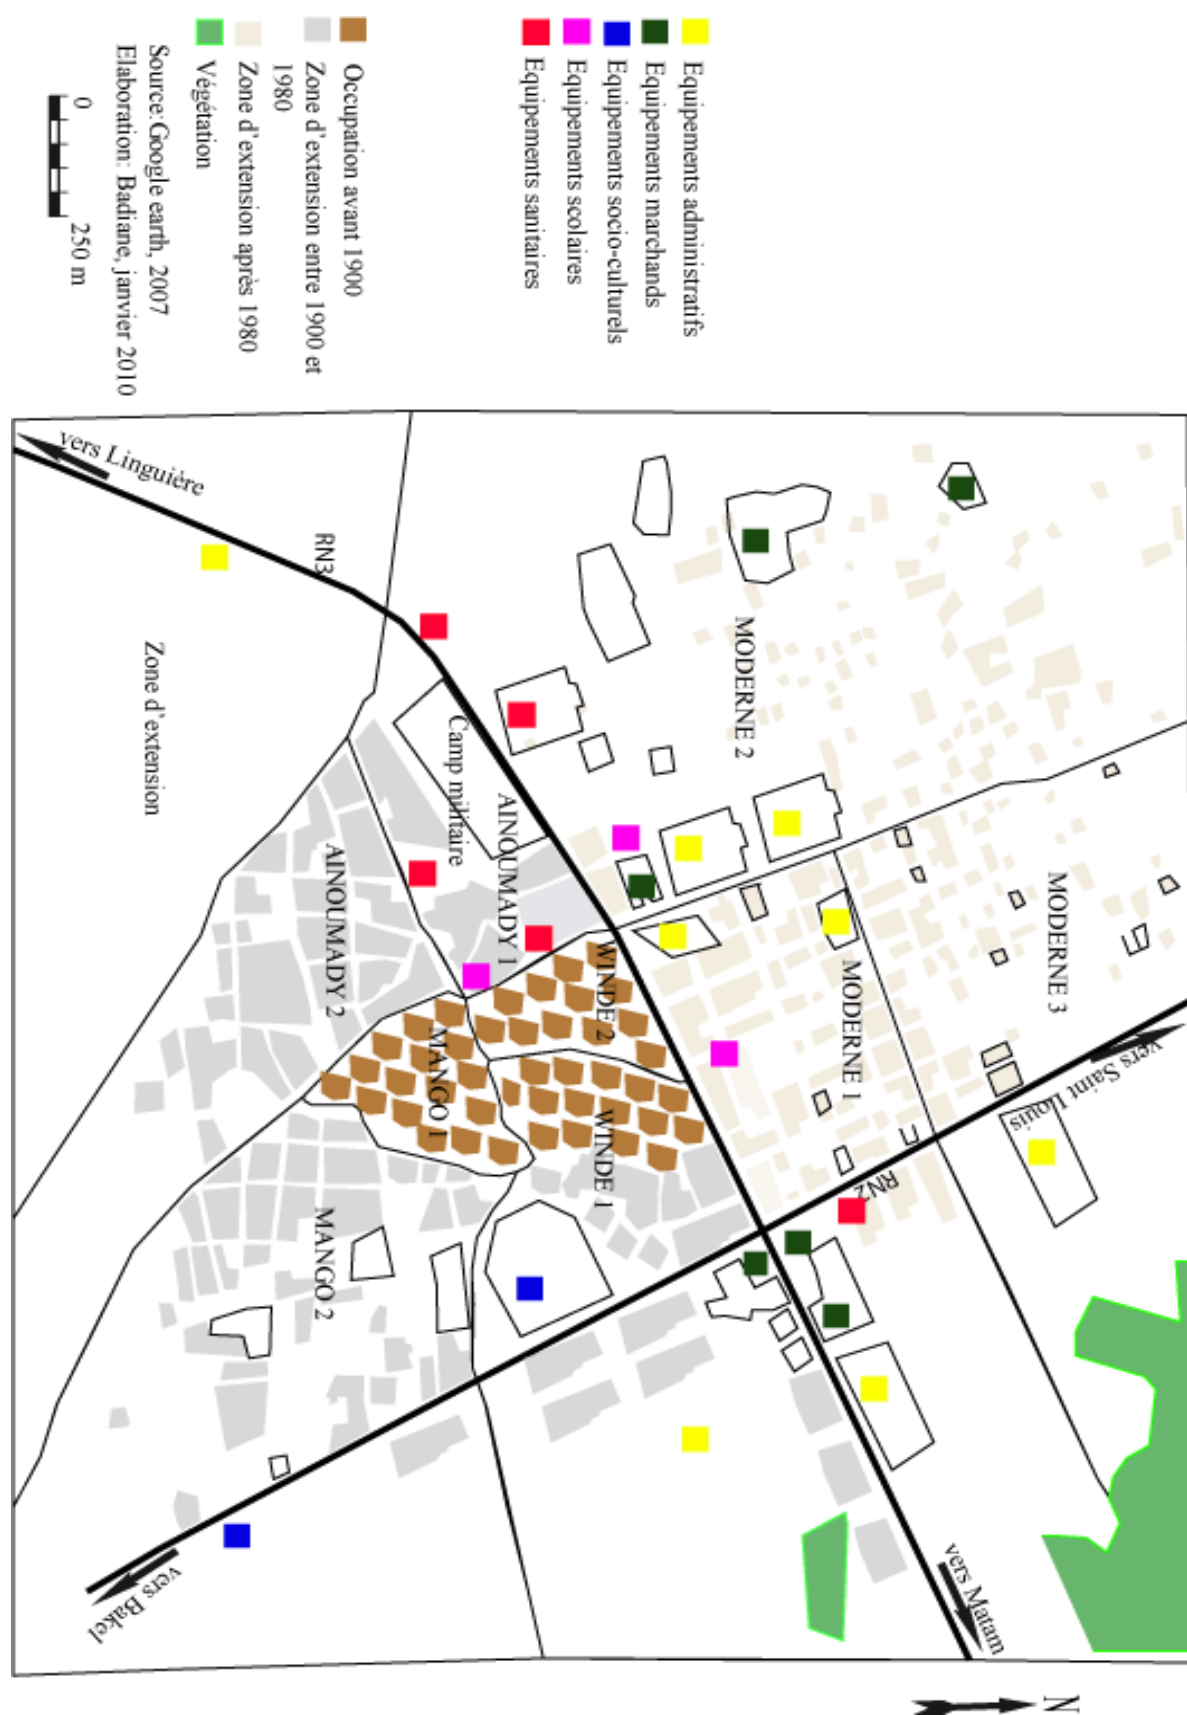 Equipements administratifs
Equipements marchands
Equipements socio-culturels
Equipements scolaires
Equipements sanitaires
Occupation avant 1900
Zone d'extension entre 1900 et
1980
Zone d'extension après 1980
Végétation
Source:Google earth, 2007
Elaboration: Badiane, janvier 2010
0
250 m
vers Linguière
RN3
Zone d'extension
Camp militaire
AINOUMADY 1
AINOUMADY 2
MODERNE 2
MODERNE 3
MODERNE 1
WINDE 2
WINDE 1
MANGO 1
MANGO 2
vers Saint Llouis
RN2
vers Matam
vers Bakel
N